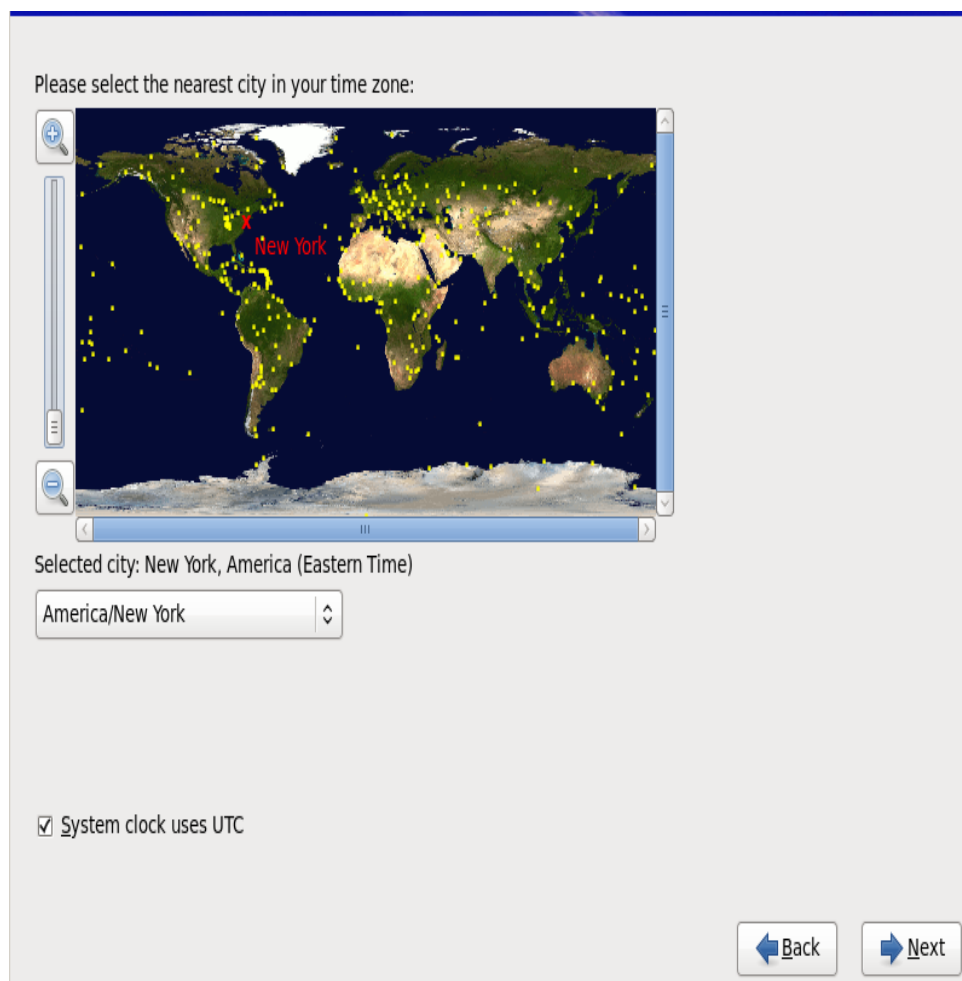 Please select the nearest city in your time zone:
New York
Selected city: New York, America (Eastern Time)
America/New York
System clock uses UTC
Back
Next